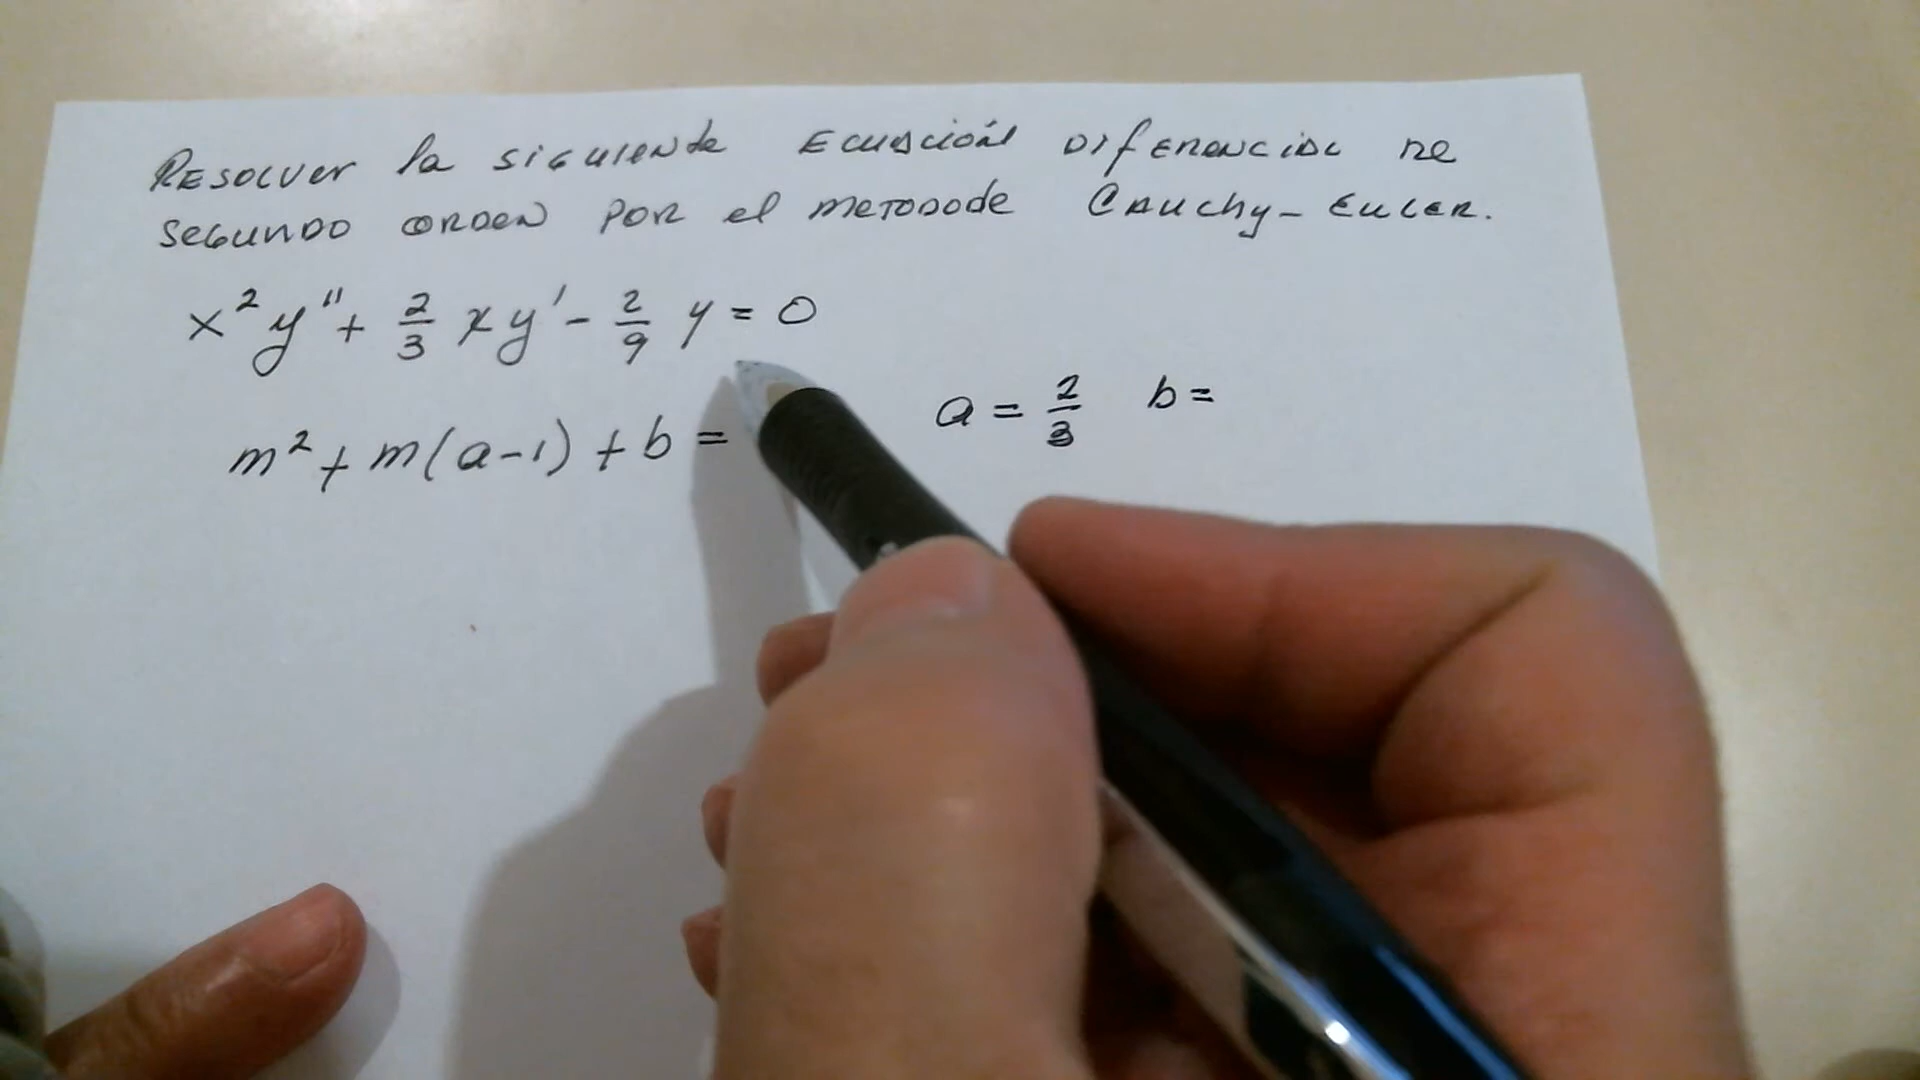 Resolver la siguiente Ecuación Diferencial de
segundo orden por el metodo de Cauchy-Euler.
x²y" + 2/3 xy' - 2/9 y = 0
a = 2/3 b =
m² + m(a-1) + b =